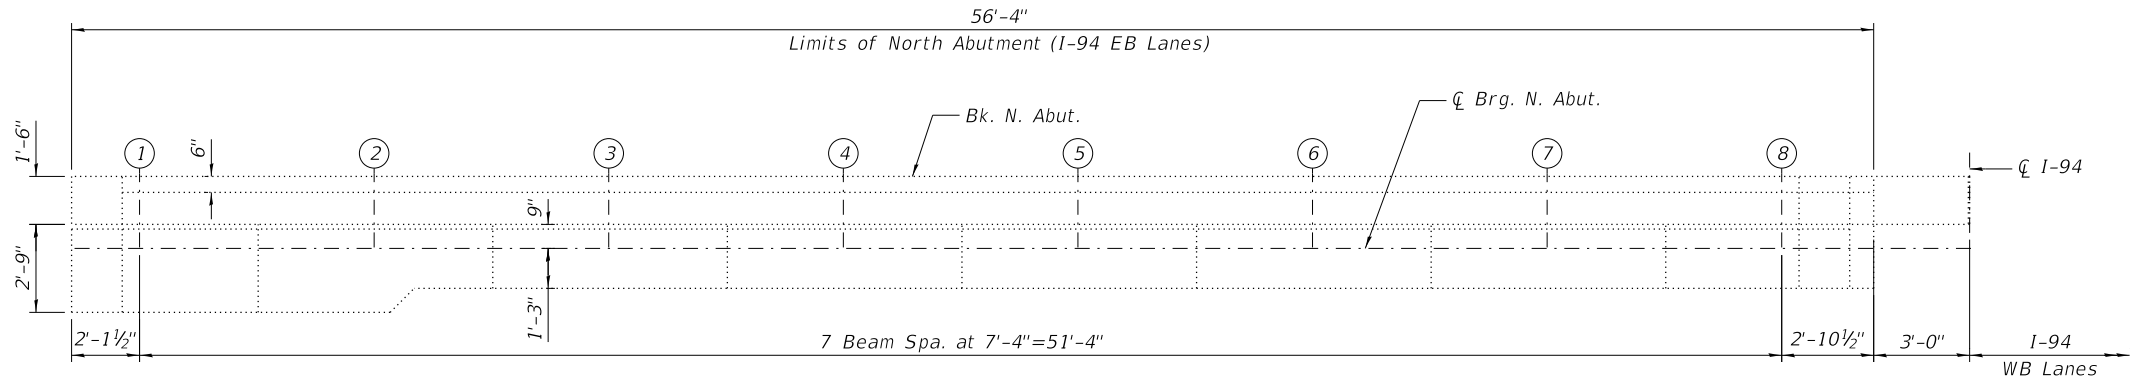 56'-4"
Limits of North Abutment (I-94 EB Lanes)
℄ Brg. N. Abut.
Bk. N. Abut.
1'-6"
1
6"
2
3
4
5
6
7
8
℄ I-94
9"
2'-9"
1'-3"
2'-1½"
7 Beam Spa. at 7'-4"=51'-4"
2'-10½"
3'-0"
I-94
WB Lanes